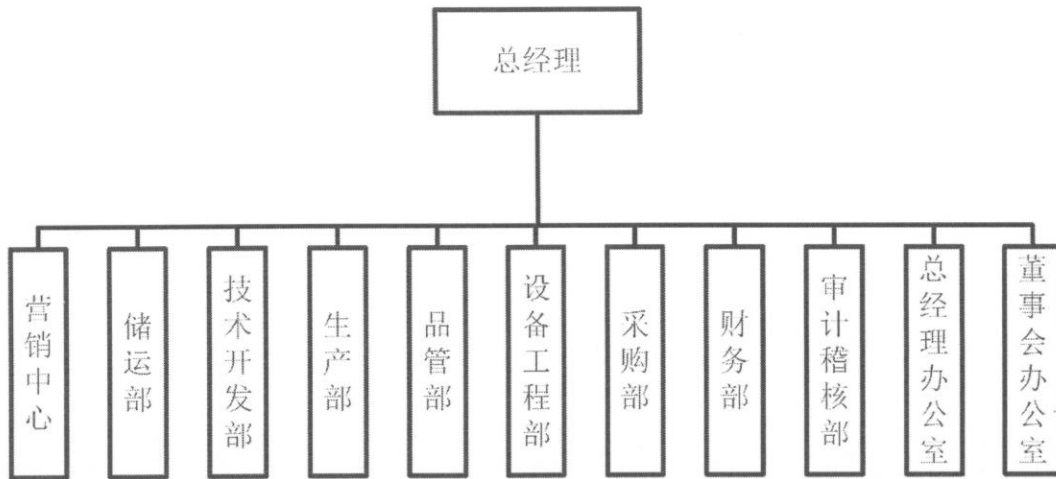 总经理
营销中心
储运部
技术开发部
生产部
品管部
设备工程部
采购部
财务部
审计稽核部
总经理办公室
董事会办公室